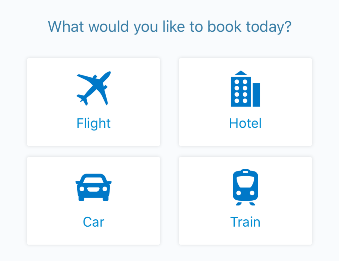 What would you like to book today?
Flight
Hotel
Car
Train